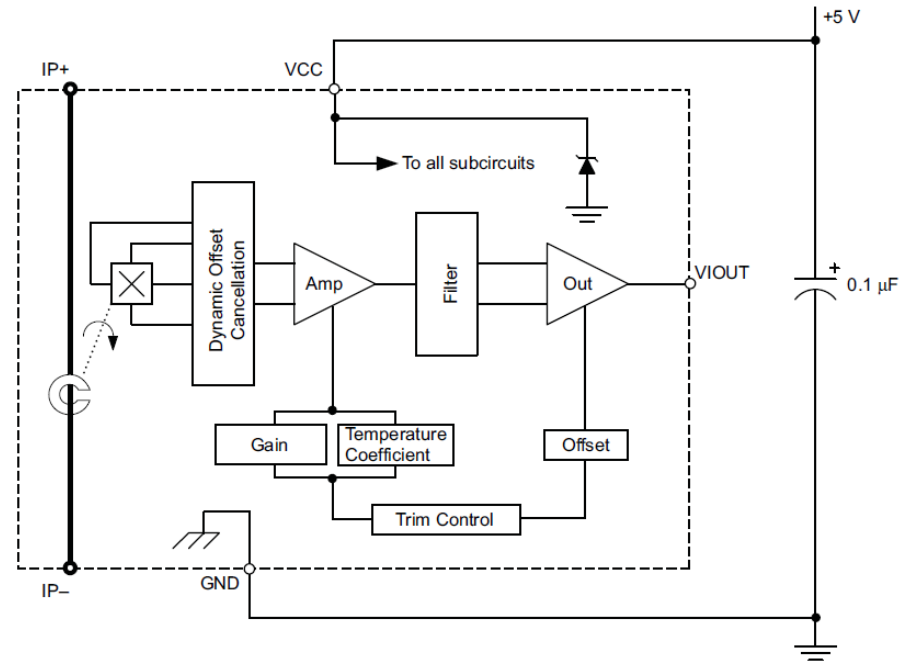 +5 V
IP+
VCC
To all subcircuits
Dynamic Offset
Cancellation
Amp
Filter
Out
VIOUT
+
0.1 µF
Gain
Temperature
Coefficient
Offset
Trim Control
GND
IP–